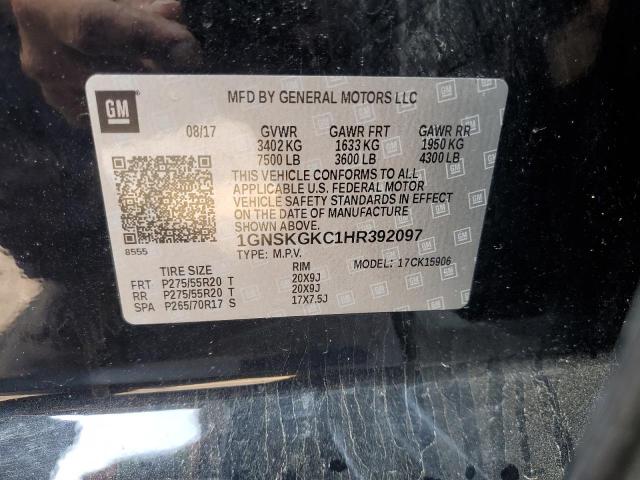 GM
MFD BY GENERAL MOTORS LLC
08/17 GVWR GAWR FRT GAWR RR
3402 KG 1633 KG 1950 KG
7500 LB 3600 LB 4300 LB
THIS VEHICLE CONFORMS TO ALL
APPLICABLE U.S. FEDERAL MOTOR
VEHICLE SAFETY STANDARDS IN EFFECT
ON THE DATE OF MANUFACTURE
SHOWN ABOVE.
8555 1GNSKGKC1HR392097
TYPE: M.P.V. MODEL: 17CK15906
TIRE SIZE RIM
FRT P275/55R20 T 20X9J
RR P275/55R20 T 20X9J
SPA P265/70R17 S 17X7.5J